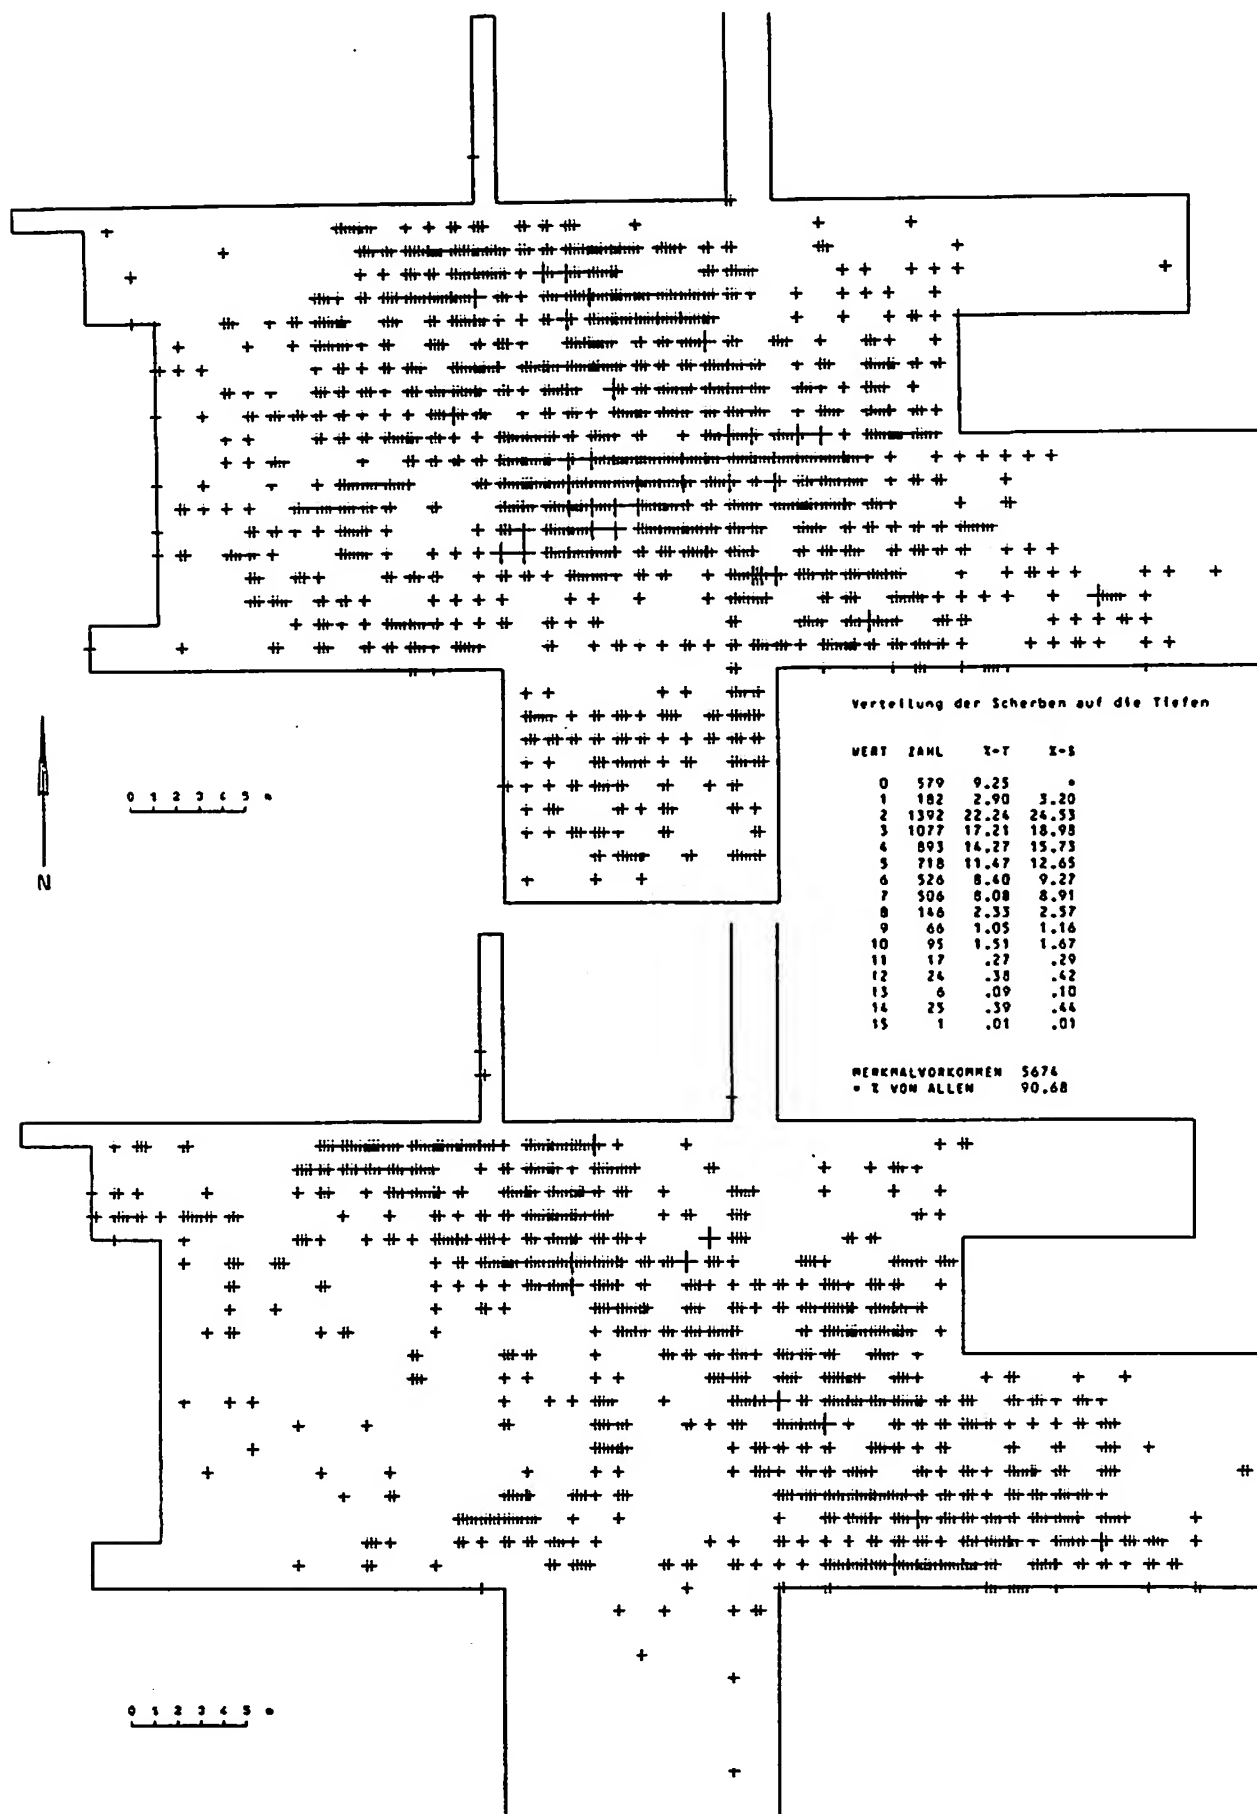 Verteilung der Scherben auf die Tiefen
WERT ZAHL %-T %-S
0 579 9.25 *
1 182 2.90 3.20
2 1392 22.24 24.53
3 1077 17.21 18.98
4 893 14.27 15.73
5 718 11.47 12.65
6 526 8.40 9.27
7 506 8.08 8.91
8 146 2.33 2.57
9 66 1.05 1.16
10 95 1.51 1.67
11 17 .27 .29
12 24 .38 .42
13 6 .09 .10
14 25 .39 .44
15 1 .01 .01
MERKMALVORKOMMEN 5674
= % VON ALLEN 90.68
0 1 2 3 4 5 m
N
0 1 2 3 4 5 m